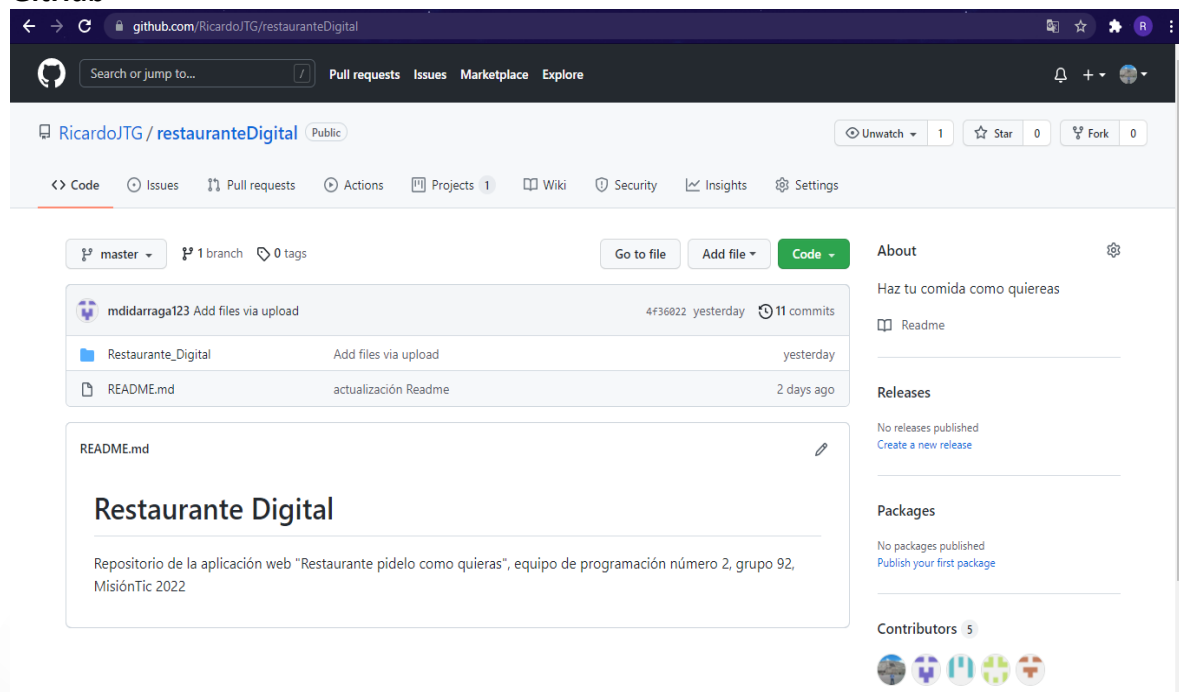 GitHub
github.com/RicardoJTG/restauranteDigital
R
Search or jump to...
/
Pull requests Issues Marketplace Explore
RicardoJTG / restauranteDigital Public
Unwatch 1 Star 0 Fork 0
Code Issues Pull requests Actions Projects 1 Wiki Security Insights Settings
master 1 branch 0 tags Go to file Add file Code
mdidarraga123 Add files via upload 4f36022 yesterday 11 commits
Restaurante_Digital Add files via upload yesterday
README.md actualización Readme 2 days ago
README.md
Restaurante Digital
Repositorio de la aplicación web "Restaurante pidelo como quieras", equipo de programación número 2, grupo 92,
MisiónTic 2022
About
Haz tu comida como quiereas
Readme
Releases
No releases published
Create a new release
Packages
No packages published
Publish your first package
Contributors 5